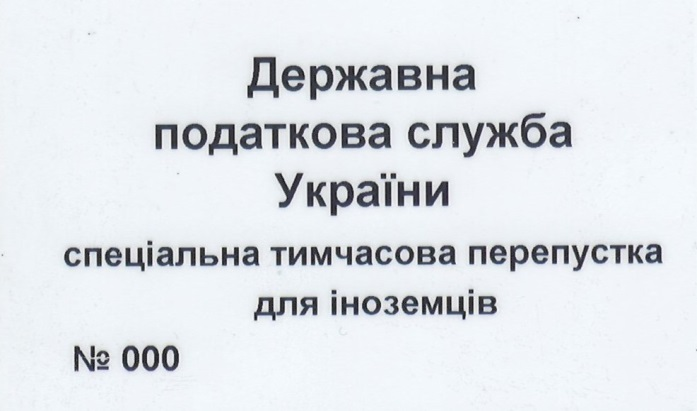 Державна
податкова служба
України
спеціальна тимчасова перепустка
для іноземців
№ 000